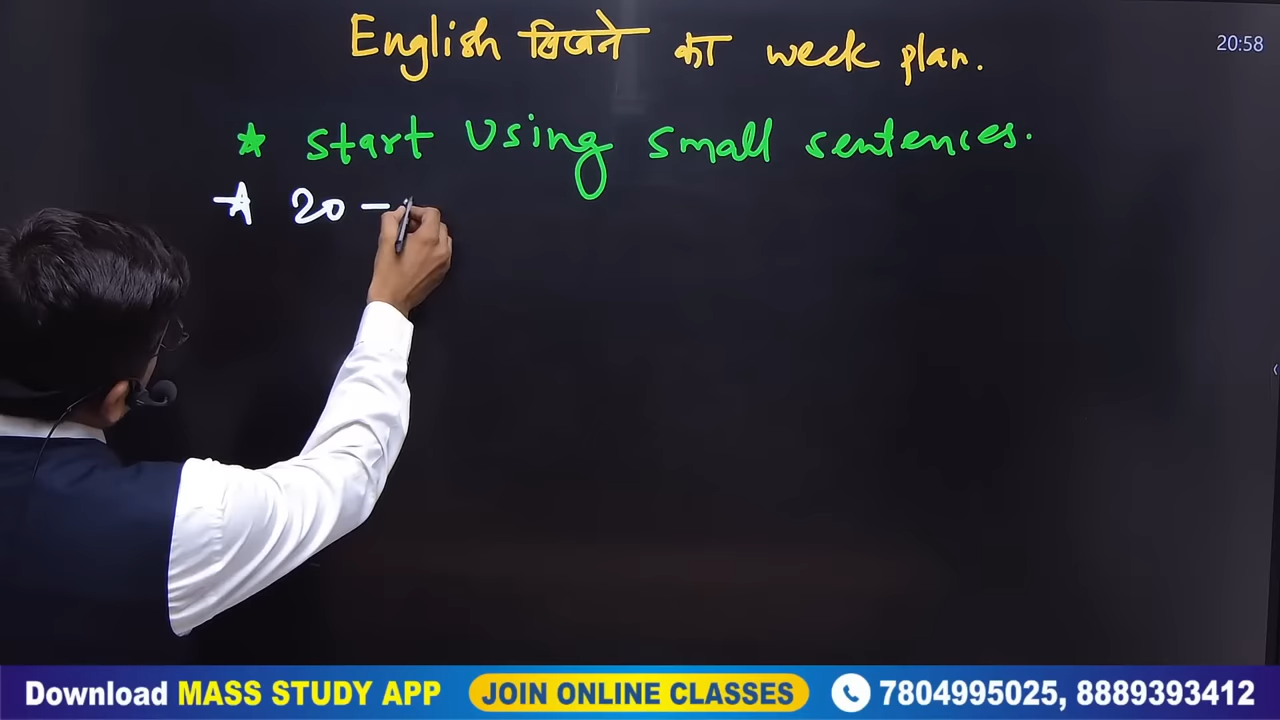 English सिखने का week plan.
20:58
★ Start Using small sentences.
★ 20 -
Download MASS STUDY APP JOIN ONLINE CLASSES 7804995025, 8889393412